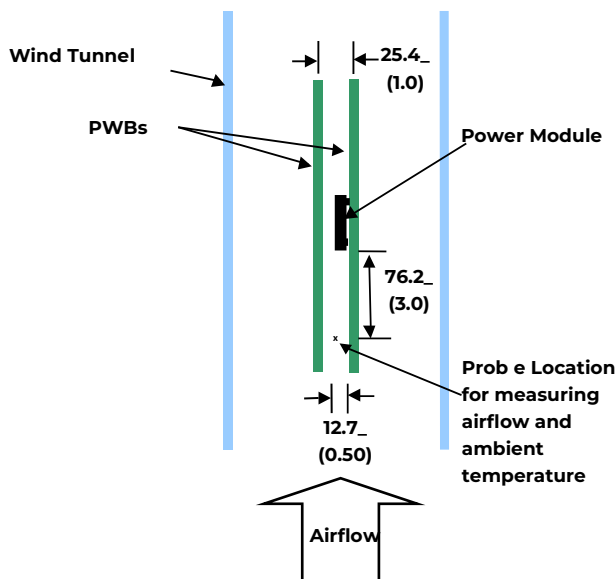 25.4_
(1.0)
Wind Tunnel
PWBs
Power Module
76.2_
(3.0)
x
Prob e Location
for measuring
airflow and
ambient
temperature
12.7_
(0.50)
Airflow